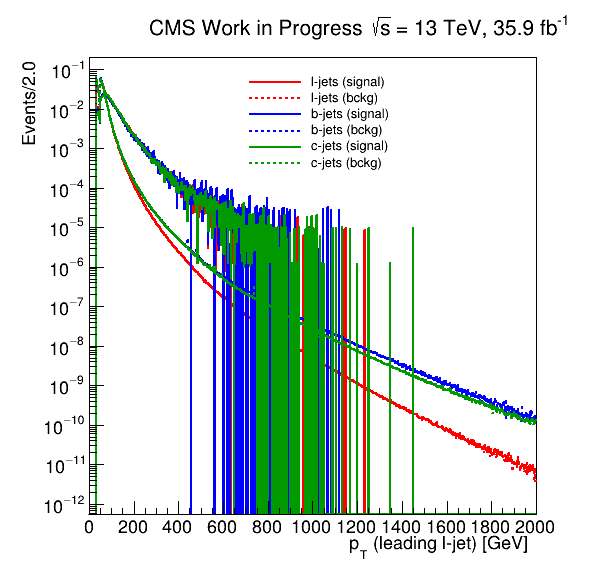 CMS Work in Progress √s = 13 TeV, 35.9 fb⁻¹
Events/2.0
l-jets (signal)
l-jets (bckg)
b-jets (signal)
b-jets (bckg)
c-jets (signal)
c-jets (bckg)
10⁻¹
10⁻²
10⁻³
10⁻⁴
10⁻⁵
10⁻⁶
10⁻⁷
10⁻⁸
10⁻⁹
10⁻¹⁰
10⁻¹¹
10⁻¹²
0 200 400 600 800 1000 1200 1400 1600 1800 2000
p_T (leading l-jet) [GeV]